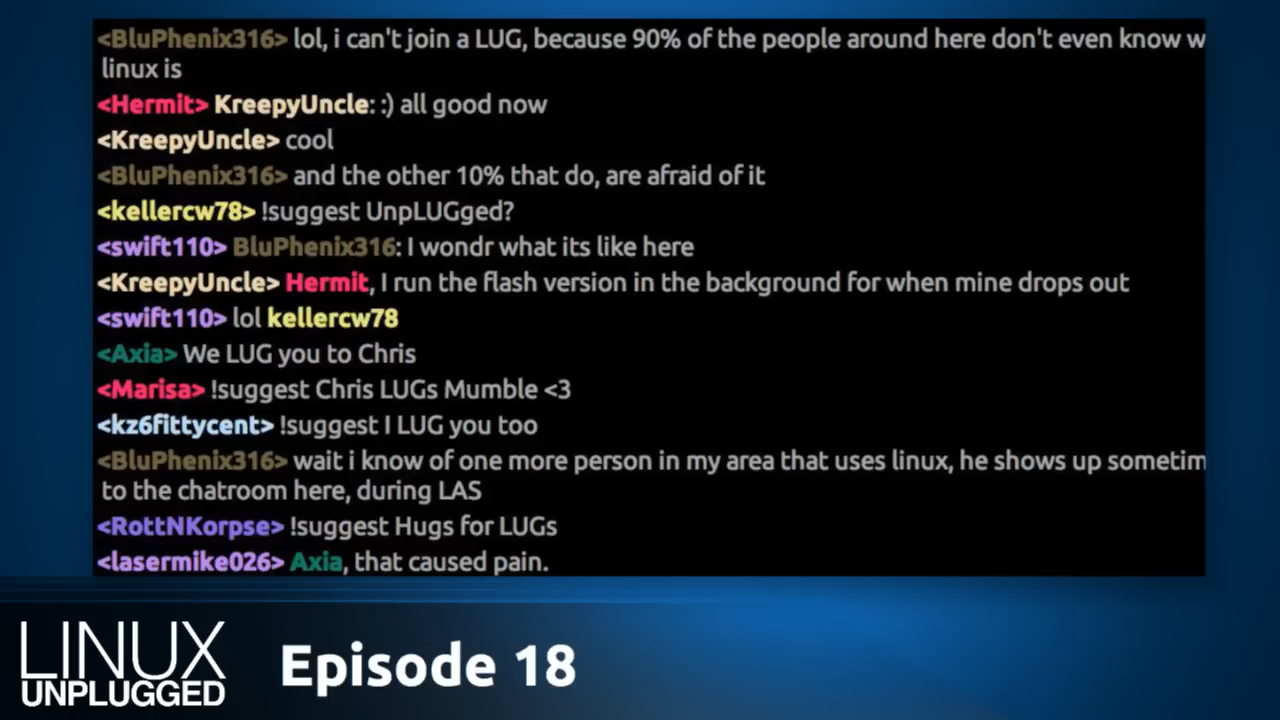 <BluPhenix316> lol, i can't join a LUG, because 90% of the people around here don't even know
linux is
<Hermit> KreepyUncle: :) all good now
<KreepyUncle> cool
<BluPhenix316> and the other 10% that do, are afraid of it
<kellercw78> !suggest UnpLUGged?
<swift110> BluPhenix316: I wondr what its like here
<KreepyUncle> Hermit, I run the flash version in the background for when mine drops out
<swift110> lol kellercw78
<Axia> We LUG you to Chris
<Marisa> !suggest Chris LUGs Mumble <3
<kz6fittycent> !suggest I LUG you too
<BluPhenix316> wait i know of one more person in my area that uses linux, he shows up sometim
to the chatroom here, during LAS
<RottNKorpse> !suggest Hugs for LUGs
<lasermike026> Axia, that caused pain.
LINUX
UNPLUGGED
Episode 18